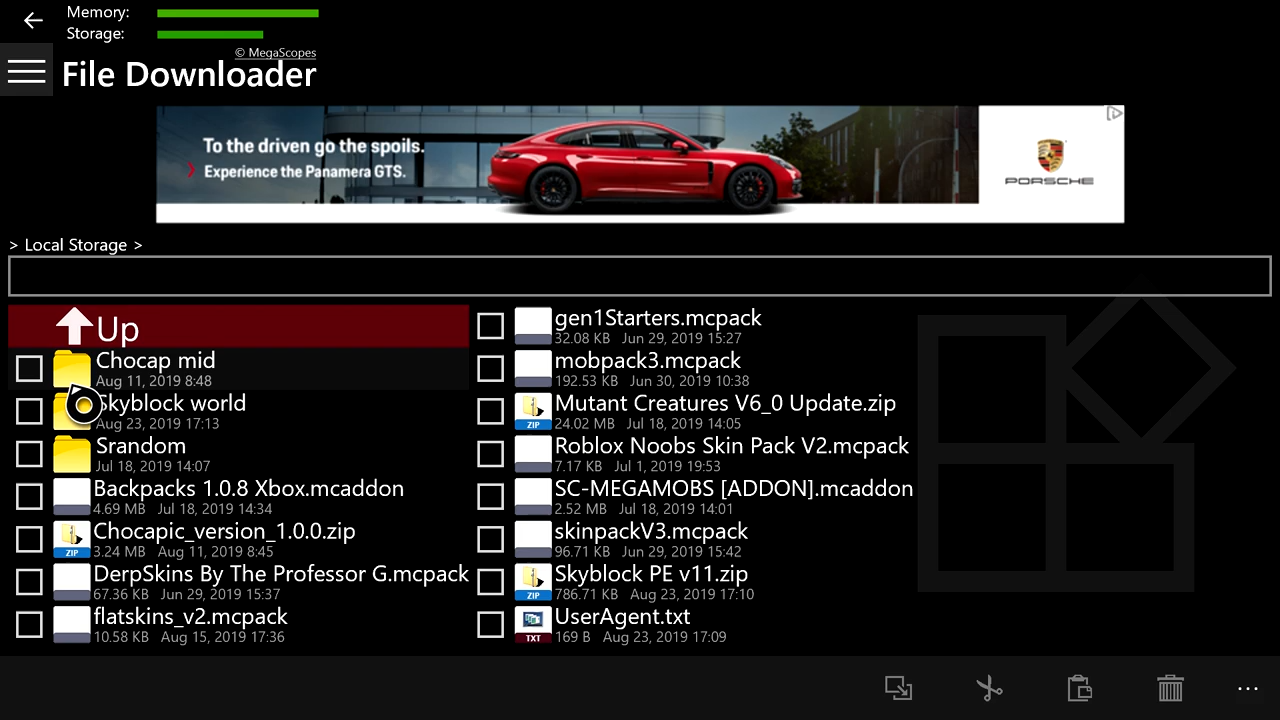 Memory:
Storage:
© MegaScopes
File Downloader
To the driven go the spoils.
Experience the Panamera GTS.
PORSCHE
> Local Storage >
Up
Chocap mid
Aug 11, 2019 8:48
Skyblock world
Aug 23, 2019 17:13
Srandom
Jul 18, 2019 14:07
Backpacks 1.0.8 Xbox.mcaddon
4.69 MB Jul 18, 2019 14:34
ZIP
Chocapic_version_1.0.0.zip
3.24 MB Aug 11, 2019 8:45
DerpSkins By The Professor G.mcpack
67.36 KB Jun 29, 2019 15:37
flatskins_v2.mcpack
10.58 KB Aug 15, 2019 17:36
gen1Starters.mcpack
32.08 KB Jun 29, 2019 15:27
mobpack3.mcpack
192.53 KB Jun 30, 2019 10:38
ZIP
Mutant Creatures V6_0 Update.zip
24.02 MB Jul 18, 2019 14:05
Roblox Noobs Skin Pack V2.mcpack
7.17 KB Jul 1, 2019 19:53
SC-MEGAMOBS [ADDON].mcaddon
2.52 MB Jul 18, 2019 14:01
skinpackV3.mcpack
96.71 KB Jun 29, 2019 15:42
ZIP
Skyblock PE v11.zip
786.71 KB Aug 23, 2019 17:10
TXT
UserAgent.txt
169 B Aug 23, 2019 17:09